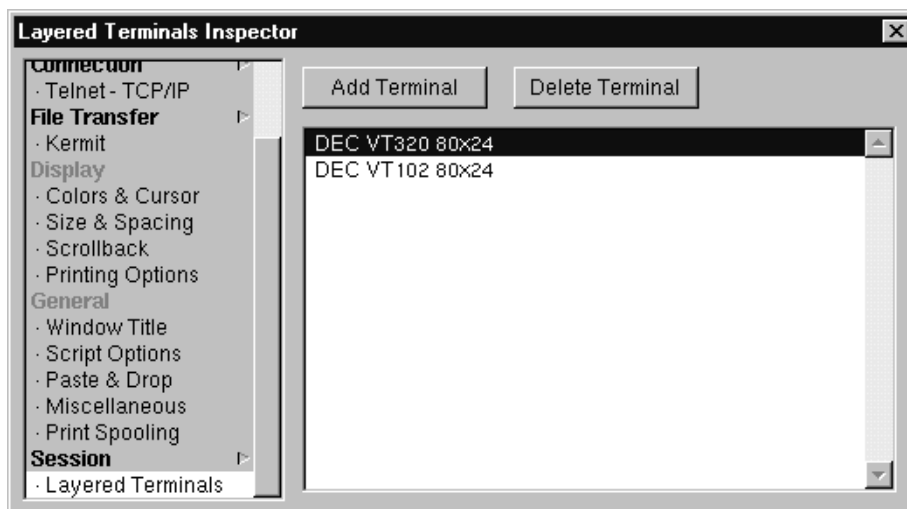 Layered Terminals Inspector
Connection
· Telnet - TCP/IP
File Transfer
· Kermit
Display
· Colors & Cursor
· Size & Spacing
· Scrollback
· Printing Options
General
· Window Title
· Script Options
· Paste & Drop
· Miscellaneous
· Print Spooling
Session
· Layered Terminals
Add Terminal
Delete Terminal
DEC VT320 80x24
DEC VT102 80x24